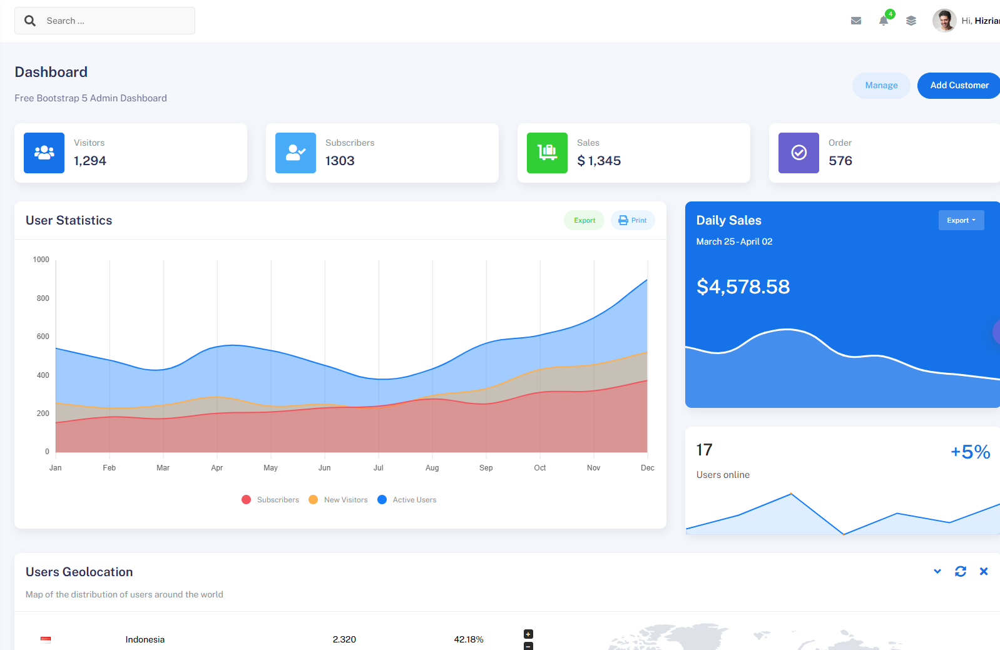 Search ...
4
Hi, Hizrian
Dashboard
Free Bootstrap 5 Admin Dashboard
Manage
Add Customer
Visitors
1,294
Subscribers
1303
Sales
$ 1,345
Order
576
User Statistics
Export
Print
1000
800
600
400
200
0
Jan Feb Mar Apr May Jun Jul Aug Sep Oct Nov Dec
Subscribers New Visitors Active Users
Daily Sales
Export
March 25 - April 02
$4,578.58
17
+5%
Users online
Users Geolocation
Map of the distribution of users around the world
Indonesia 2.320 42.18%
+
−